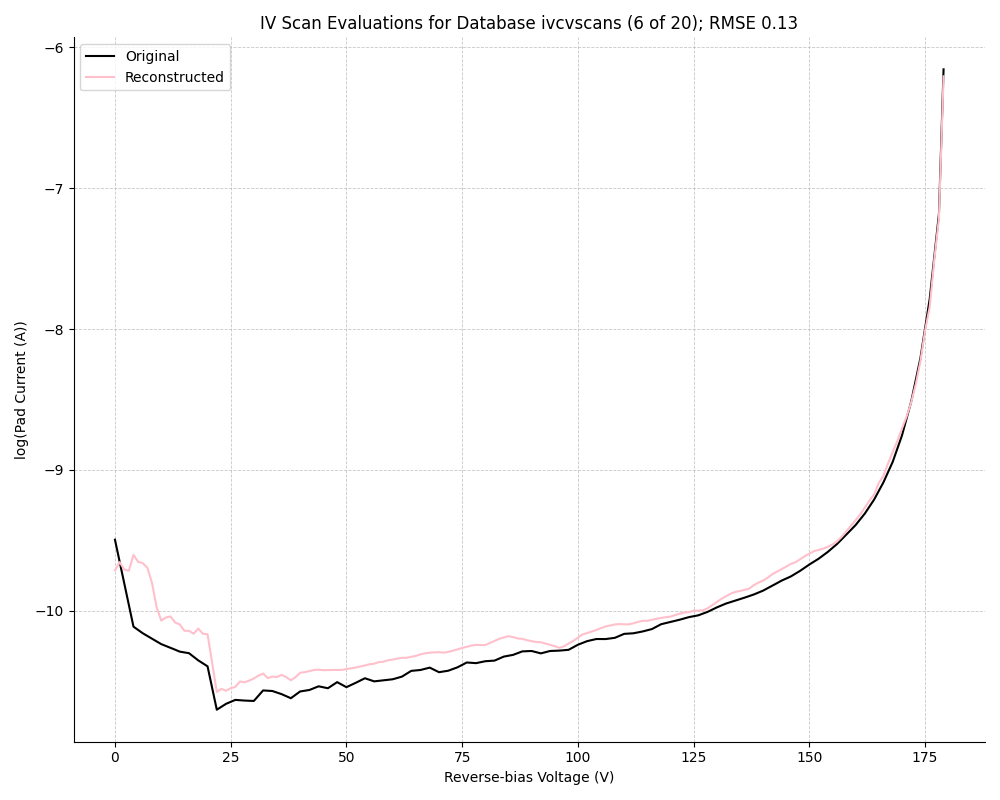 IV Scan Evaluations for Database ivcvscans (6 of 20); RMSE 0.13
Original
Reconstructed
−6
−7
−8
−9
−10
log(Pad Current (A))
0 25 50 75 100 125 150 175
Reverse-bias Voltage (V)